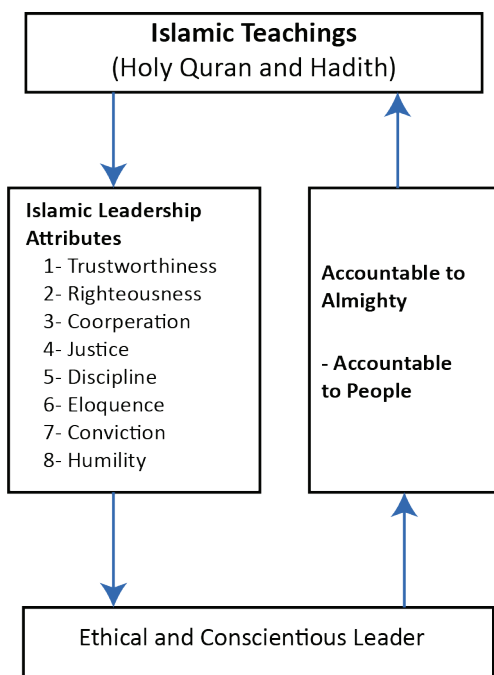 Islamic Teachings
(Holy Quran and Hadith)
Islamic Leadership
Attributes
1- Trustworthiness
2- Righteousness
3- Coorperation
4- Justice
5- Discipline
6- Eloquence
7- Conviction
8- Humility
Accountable to
Almighty
- Accountable
to People
Ethical and Conscientious Leader